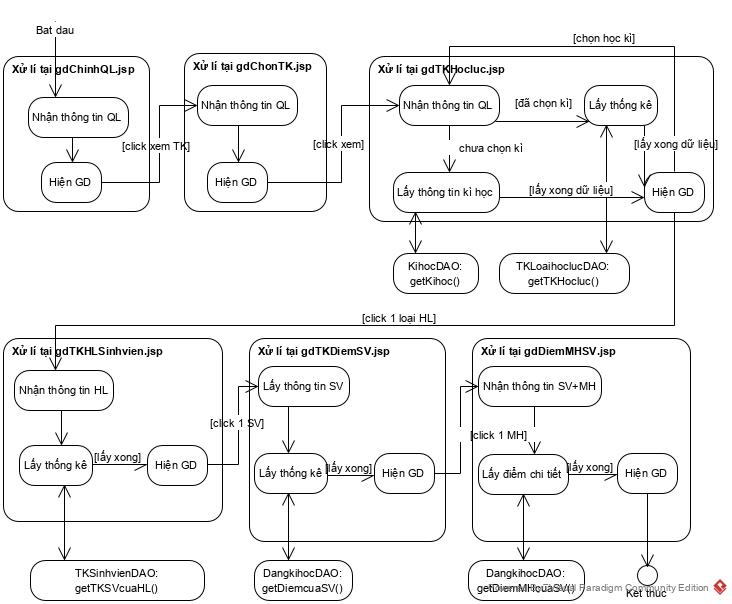 Bat dau
[chọn học kì]
Xử lí tại gdChinhQL.jsp
Xử lí tại gdChonTK.jsp
Xử lí tại gdTKHocluc.jsp
Nhận thông tin QL
Nhận thông tin QL
Nhận thông tin QL
[đã chọn kì]
Lấy thống kê
[click xem TK]
[click xem]
chưa chọn kì
[lấy xong dữ liệu]
Hiện GD
Hiện GD
Lấy thông tin kì học
[lấy xong dữ liệu]
Hiện GD
KihocDAO:
getKihoc()
TKLoaihoclucDAO:
getTKHocluc()
[click 1 loại HL]
Xử lí tại gdTKHLSinhvien.jsp
Xử lí tại gdTKDiemSV.jsp
Xử lí tại gdDiemMHSV.jsp
Nhận thông tin HL
Lấy thông tin SV
Nhận thông tin SV+MH
[click 1 SV]
[click 1 MH]
Lấy thống kê
[lấy xong]
Hiện GD
Lấy thống kê
[lấy xong]
Hiện GD
Lấy điểm chi tiết
[lấy xong]
Hiện GD
TKSinhvienDAO:
getTKSVcuaHL()
DangkihocDAO:
getDiemcuaSV()
DangkihocDAO:
getDiemMHcuaSV()
Paradigm Community Edition
Ket thuc